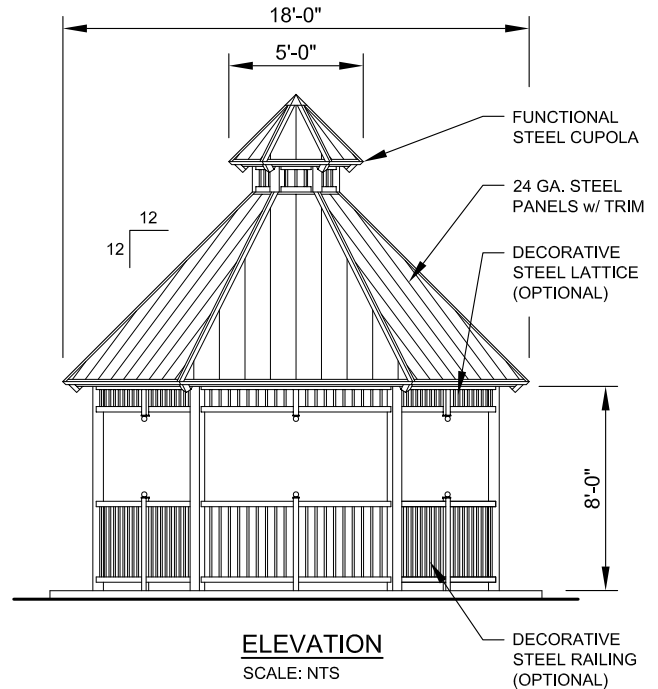 18'-0"
5'-0"
FUNCTIONAL
STEEL CUPOLA
24 GA. STEEL
PANELS w/ TRIM
12
12
DECORATIVE
STEEL LATTICE
(OPTIONAL)
8'-0"
ELEVATION
SCALE: NTS
DECORATIVE
STEEL RAILING
(OPTIONAL)